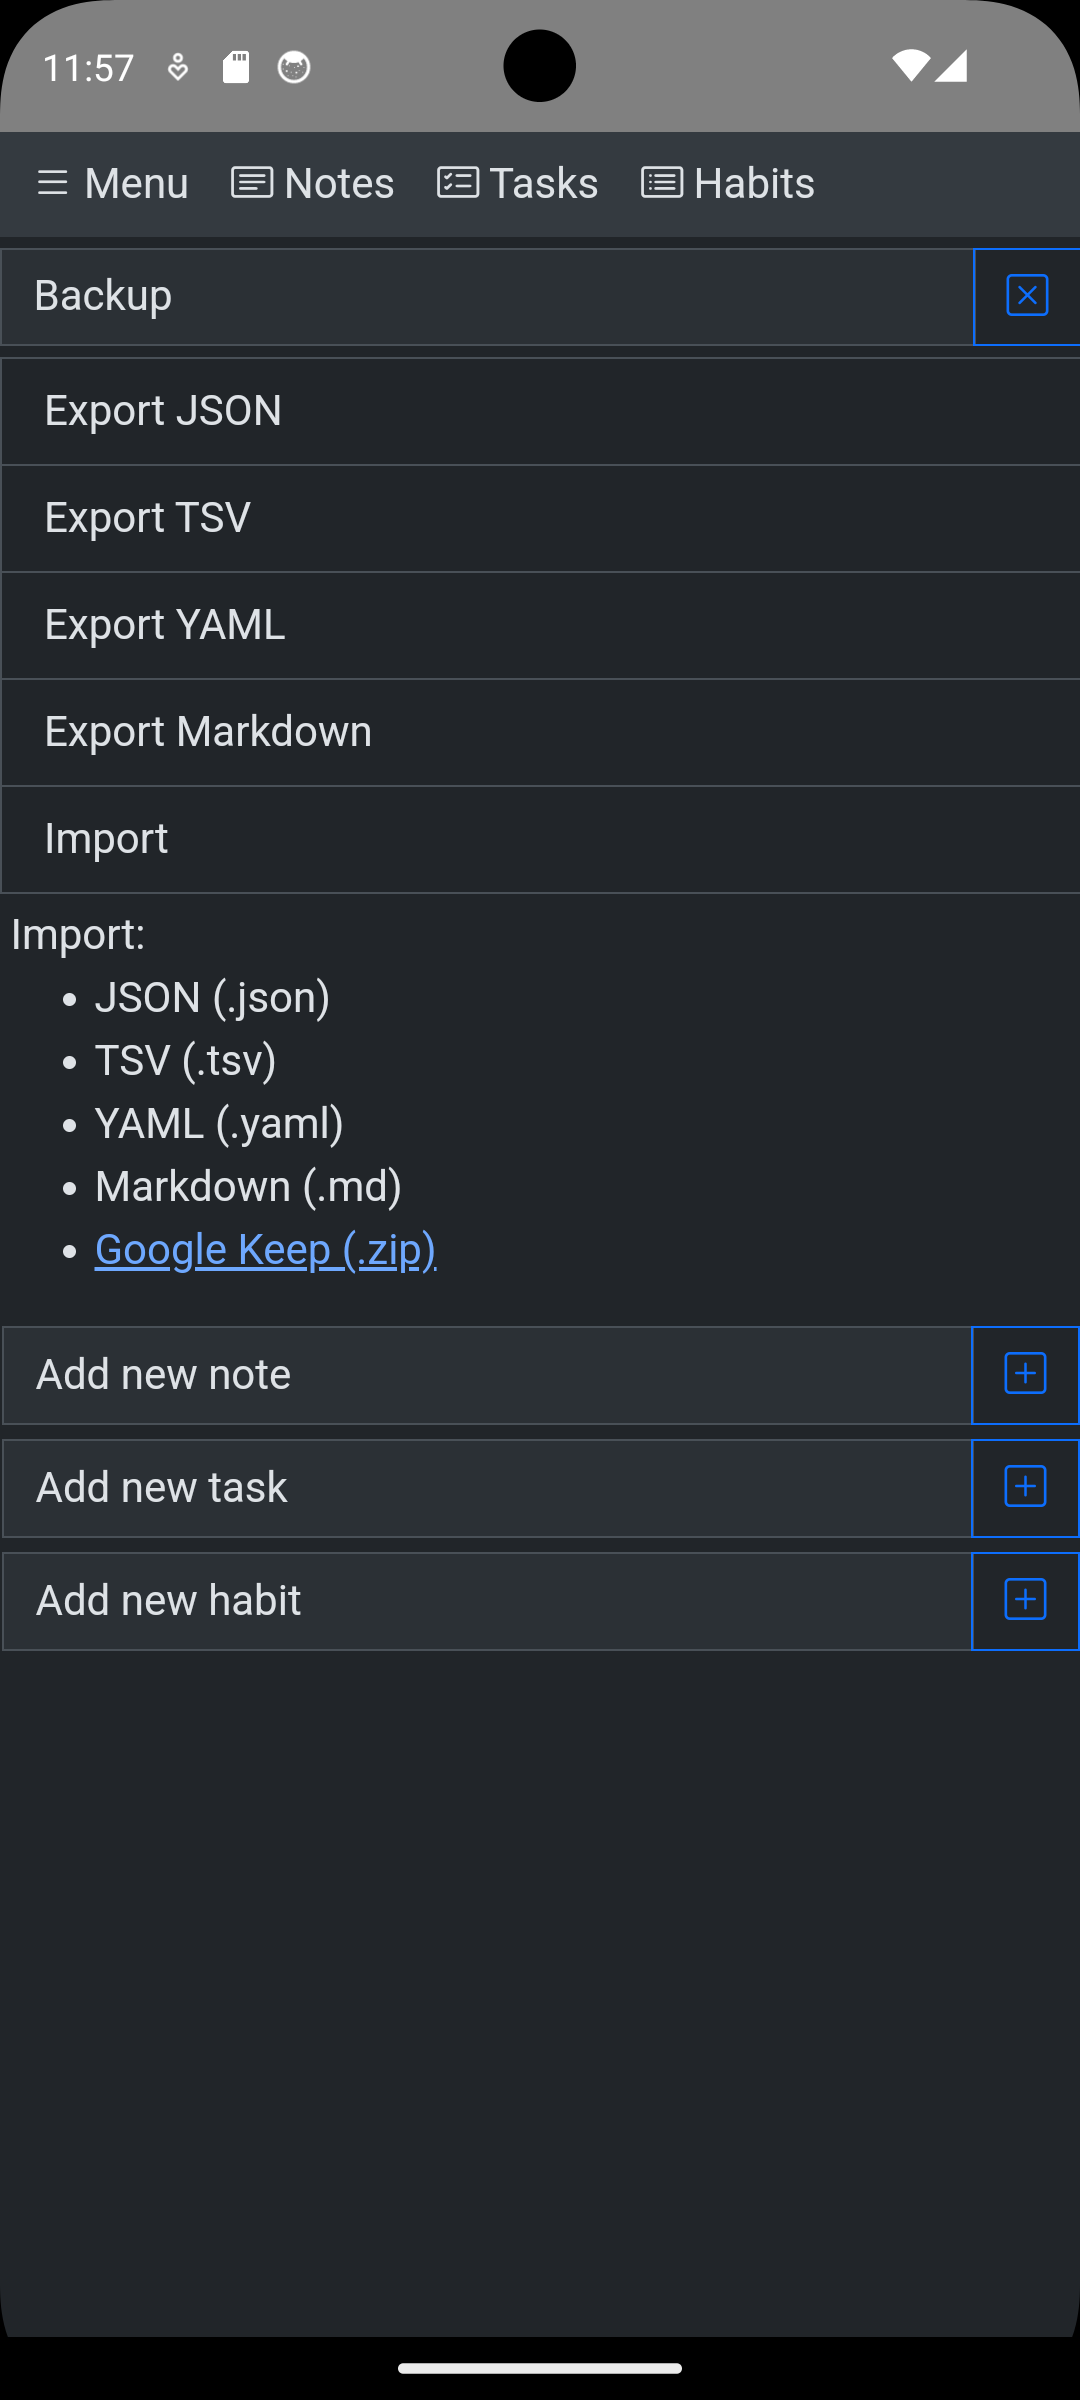 11:57
Menu Notes Tasks Habits
Backup
Export JSON
Export TSV
Export YAML
Export Markdown
Import
Import:
JSON (.json)
TSV (.tsv)
YAML (.yaml)
Markdown (.md)
Google Keep (.zip)
Add new note
Add new task
Add new habit